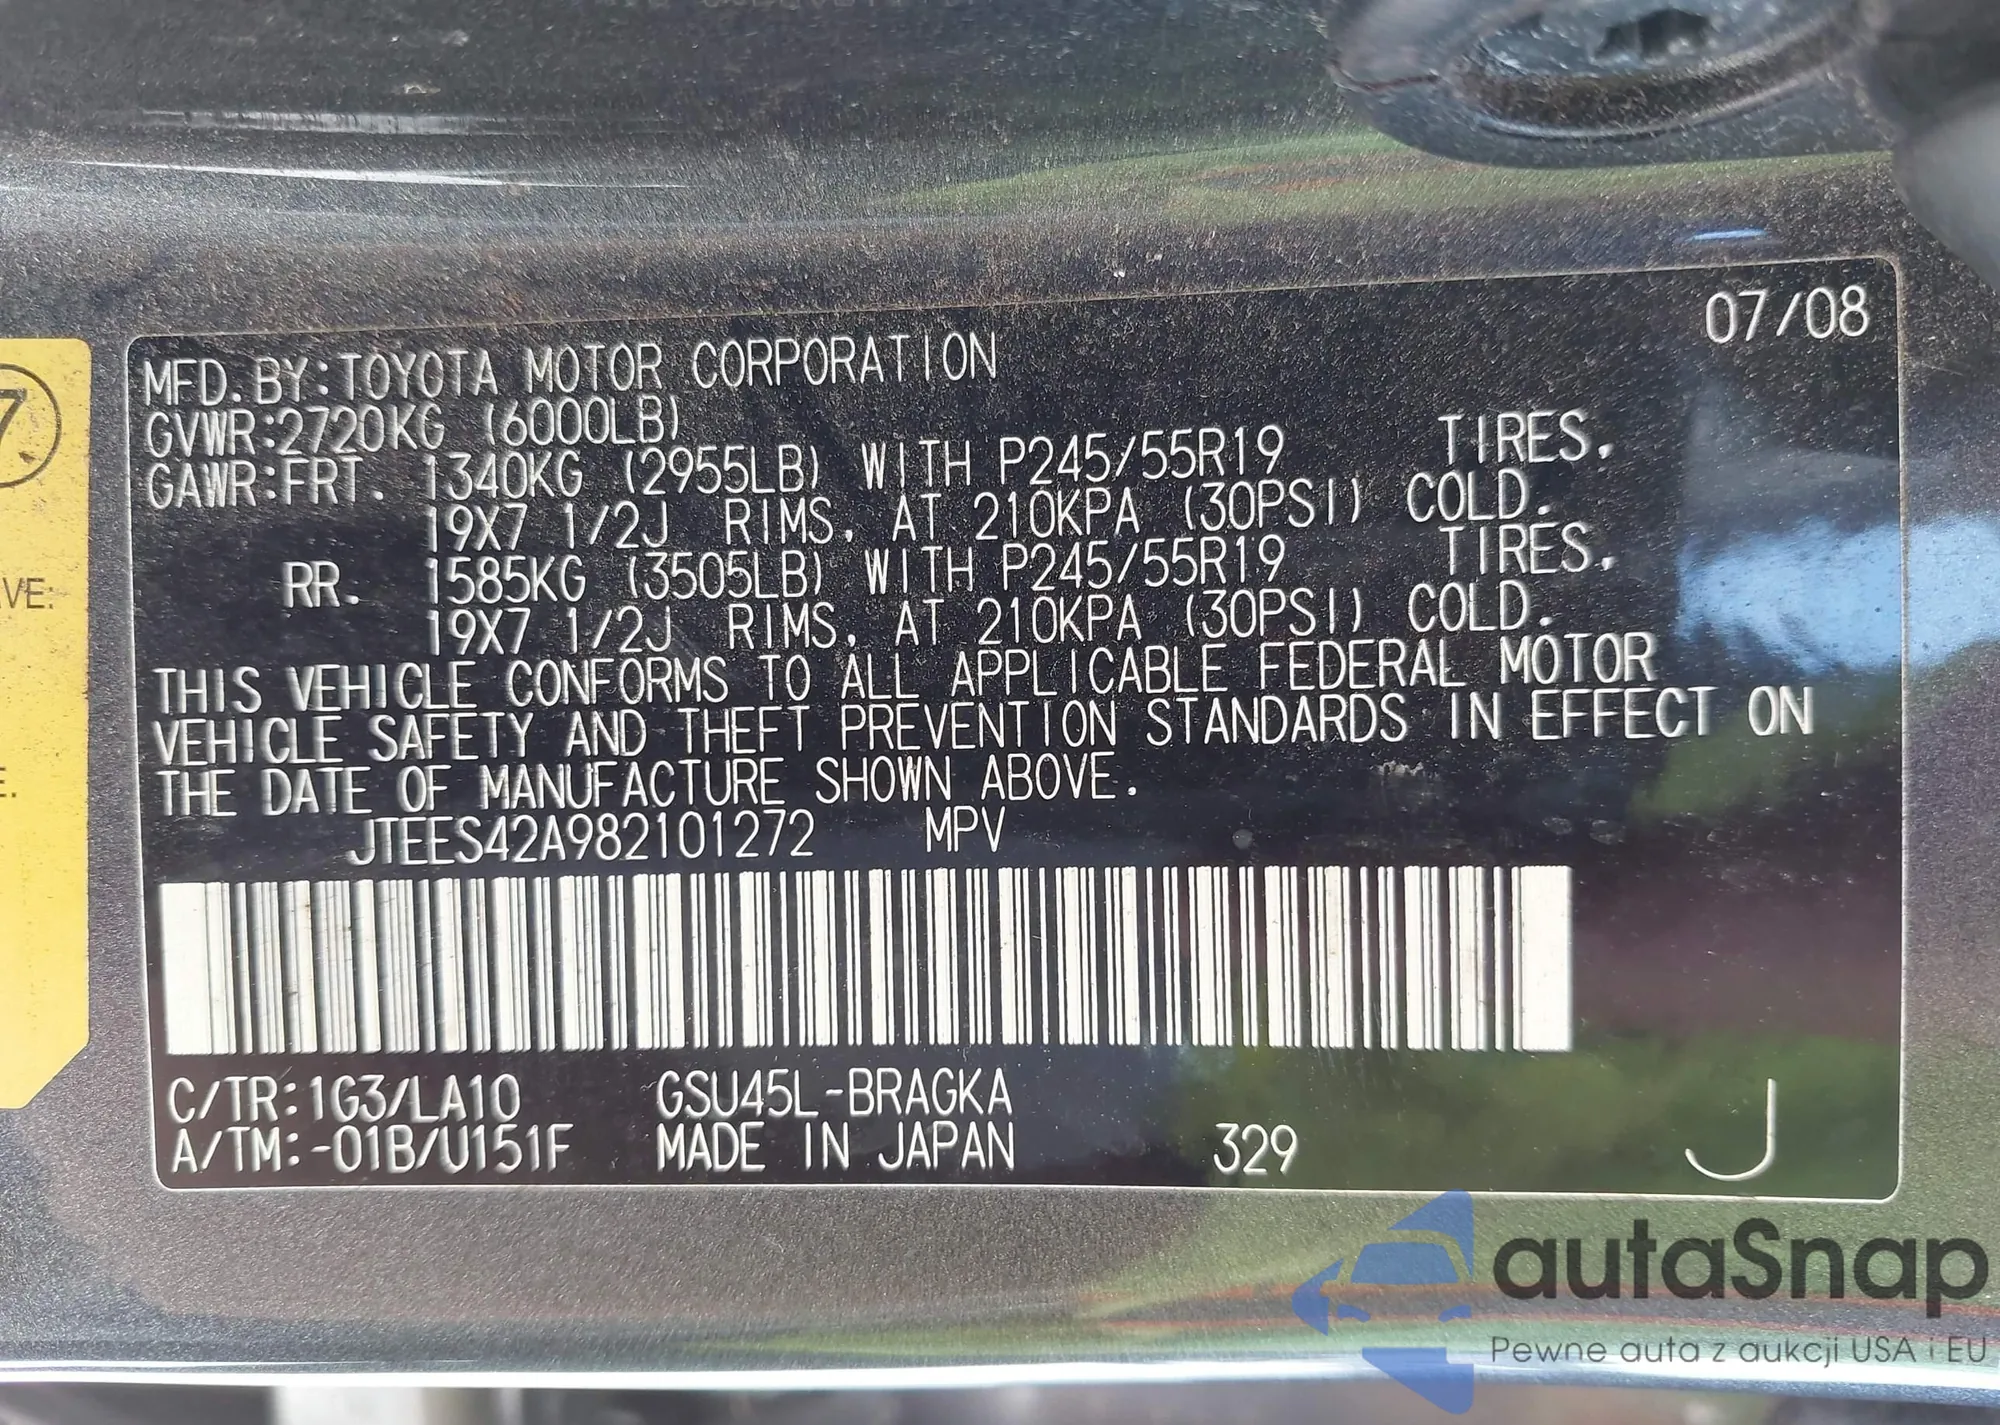 07/08
MFD. BY:TOYOTA MOTOR CORPORATION
GVWR:2720KG (6000LB)
GAWR:FRT. 1340KG (2955LB) WITH P245/55R19 TIRES,
19X7 1/2J RIMS, AT 210KPA (30PSI) COLD.
RR. 1585KG (3505LB) WITH P245/55R19 TIRES,
19X7 1/2J RIMS, AT 210KPA (30PSI) COLD.
THIS VEHICLE CONFORMS TO ALL APPLICABLE FEDERAL MOTOR
VEHICLE SAFETY AND THEFT PREVENTION STANDARDS IN EFFECT ON
THE DATE OF MANUFACTURE SHOWN ABOVE.
JTEES42A982101272 MPV
C/TR:1G3/LA10 GSU45L-BRAGKA
A/TM:-01B/U151F MADE IN JAPAN 329 J
7
autaSnap
Pewne auta z aukcji USA i EU